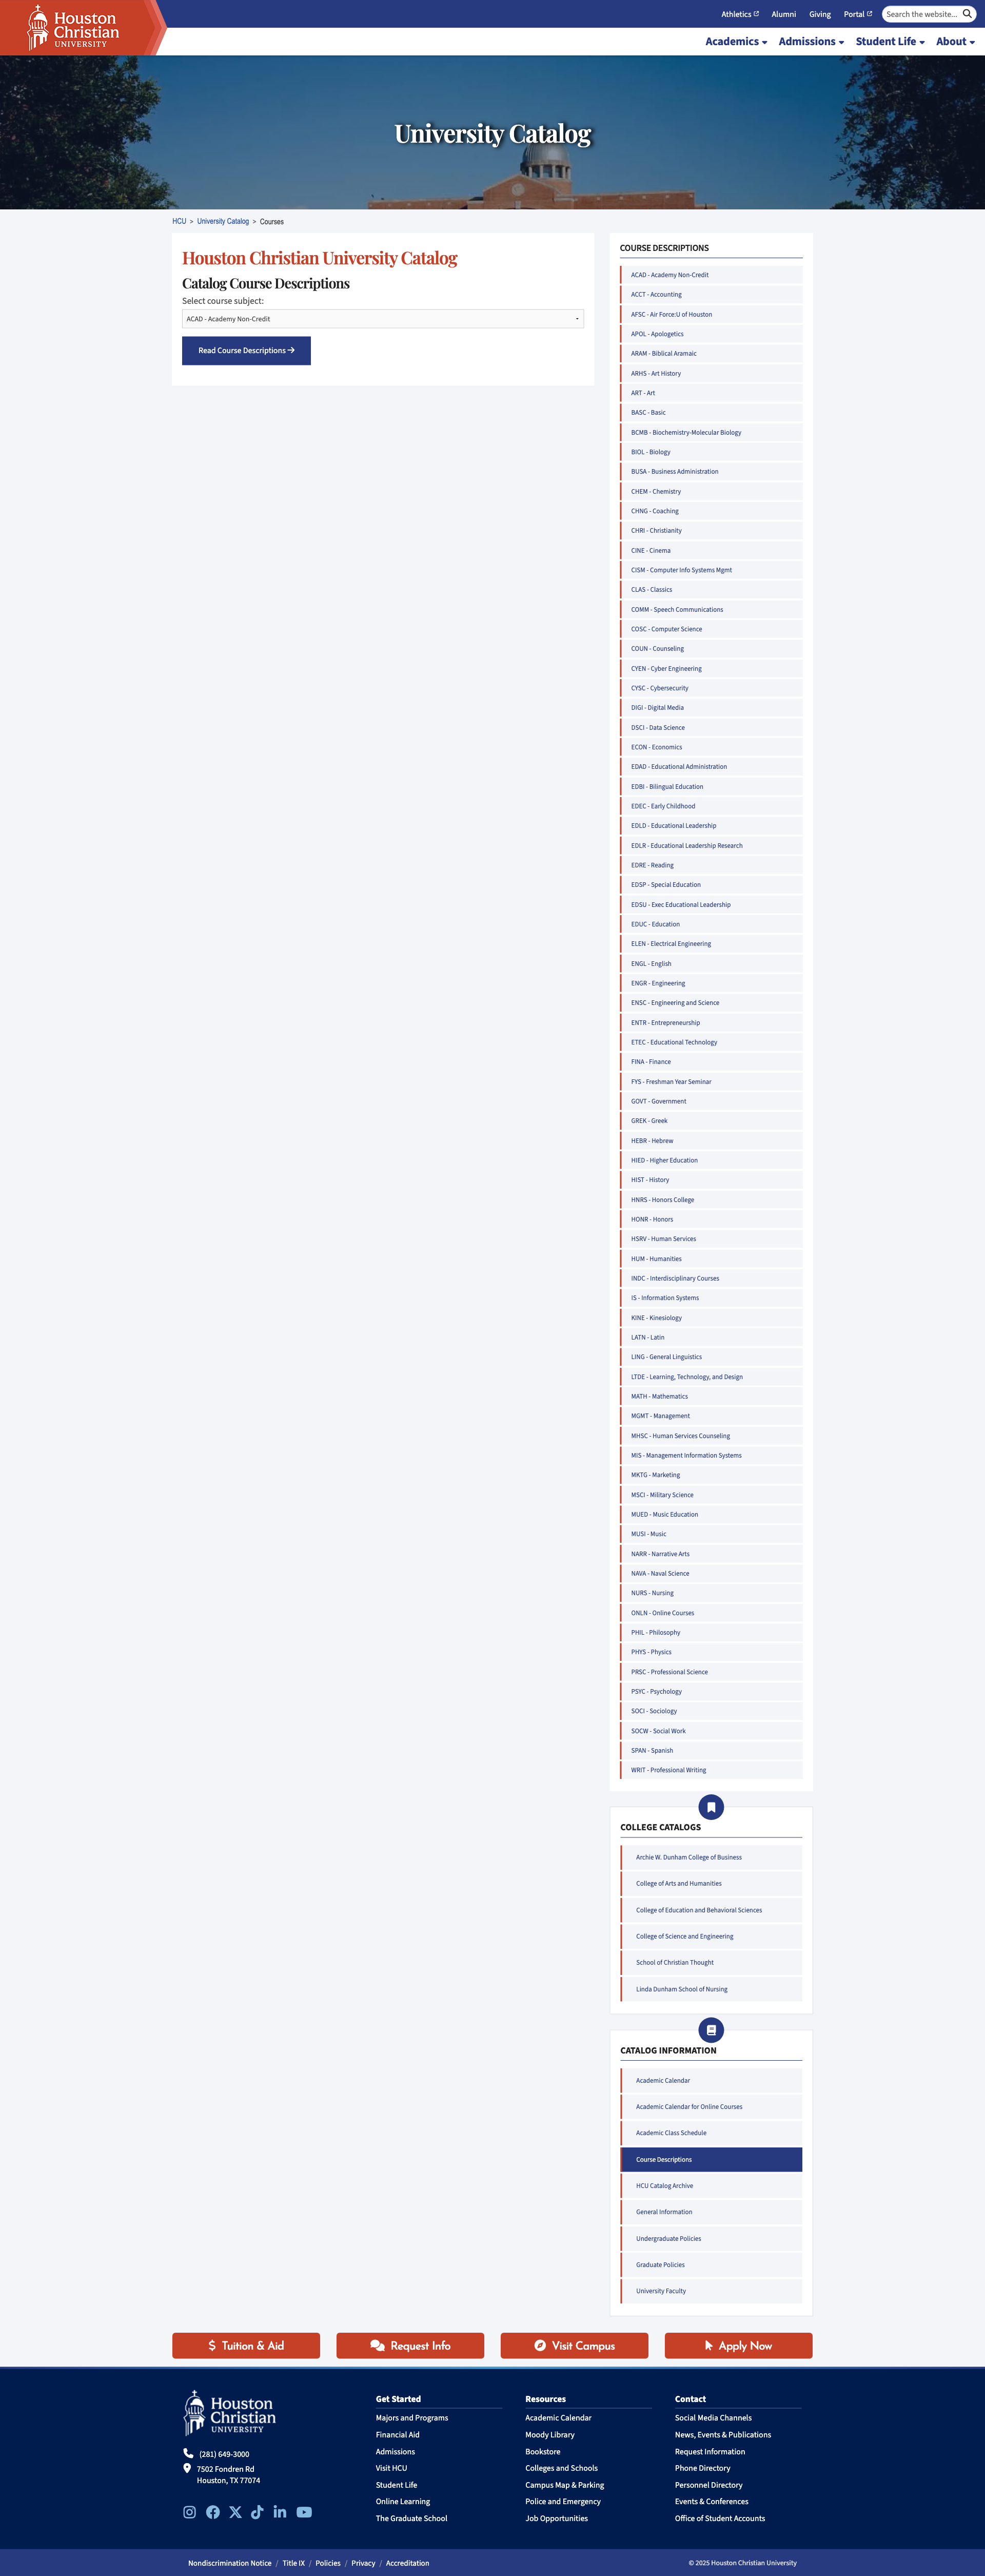 Houston
Christian
UNIVERSITY
Athletics
Alumni
Giving
Portal
Search the website...
Academics
Admissions
Student Life
About
University Catalog
HCU > University Catalog > Courses
Houston Christian University Catalog
Catalog Course Descriptions
Select course subject:
ACAD - Academy Non-Credit
Read Course Descriptions
COURSE DESCRIPTIONS
ACAD - Academy Non-Credit
ACCT - Accounting
AFSC - Air Force:U of Houston
APOL - Apologetics
ARAM - Biblical Aramaic
ARHS - Art History
ART - Art
BASC - Basic
BCMB - Biochemistry-Molecular Biology
BIOL - Biology
BUSA - Business Administration
CHEM - Chemistry
CHNG - Coaching
CHRI - Christianity
CINE - Cinema
CISM - Computer Info Systems Mgmt
CLAS - Classics
COMM - Speech Communications
COSC - Computer Science
COUN - Counseling
CYEN - Cyber Engineering
CYSC - Cybersecurity
DIGI - Digital Media
DSCI - Data Science
ECON - Economics
EDAD - Educational Administration
EDBI - Bilingual Education
EDEC - Early Childhood
EDLD - Educational Leadership
EDLR - Educational Leadership Research
EDRE - Reading
EDSP - Special Education
EDSU - Exec Educational Leadership
EDUC - Education
ELEN - Electrical Engineering
ENGL - English
ENGR - Engineering
ENSC - Engineering and Science
ENTR - Entrepreneurship
ETEC - Educational Technology
FINA - Finance
FYS - Freshman Year Seminar
GOVT - Government
GREK - Greek
HEBR - Hebrew
HIED - Higher Education
HIST - History
HNRS - Honors College
HONR - Honors
HSRV - Human Services
HUM - Humanities
INDC - Interdisciplinary Courses
IS - Information Systems
KINE - Kinesiology
LATN - Latin
LING - General Linguistics
LTDE - Learning, Technology, and Design
MATH - Mathematics
MGMT - Management
MHSC - Human Services Counseling
MIS - Management Information Systems
MKTG - Marketing
MSCI - Military Science
MUED - Music Education
MUSI - Music
NARR - Narrative Arts
NAVA - Naval Science
NURS - Nursing
ONLN - Online Courses
PHIL - Philosophy
PHYS - Physics
PRSC - Professional Science
PSYC - Psychology
SOCI - Sociology
SOCW - Social Work
SPAN - Spanish
WRIT - Professional Writing
COLLEGE CATALOGS
Archie W. Dunham College of Business
College of Arts and Humanities
College of Education and Behavioral Sciences
College of Science and Engineering
School of Christian Thought
Linda Dunham School of Nursing
CATALOG INFORMATION
Academic Calendar
Academic Calendar for Online Courses
Academic Class Schedule
Course Descriptions
HCU Catalog Archive
General Information
Undergraduate Policies
Graduate Policies
University Faculty
$ Tuition & Aid
Request Info
Visit Campus
Apply Now
Houston
Christian
UNIVERSITY
(281) 649-3000
7502 Fondren Rd
Houston, TX 77074
Get Started
Majors and Programs
Financial Aid
Admissions
Visit HCU
Student Life
Online Learning
The Graduate School
Resources
Academic Calendar
Moody Library
Bookstore
Colleges and Schools
Campus Map & Parking
Police and Emergency
Job Opportunities
Contact
Social Media Channels
News, Events & Publications
Request Information
Phone Directory
Personnel Directory
Events & Conferences
Office of Student Accounts
Nondiscrimination Notice / Title IX / Policies / Privacy / Accreditation
© 2025 Houston Christian University